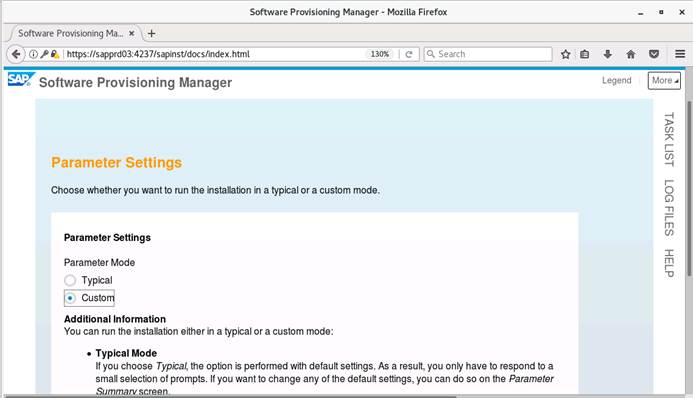 Software Provisioning Manager - Mozilla Firefox
Software Provisioning Ma...
https://sapprd03:4237/sapinst/docs/index.html
130%
Search
SAP Software Provisioning Manager
Legend
More
TASK LIST
LOG FILES
HELP
Parameter Settings
Choose whether you want to run the installation in a typical or a custom mode.
Parameter Settings
Parameter Mode
Typical
Custom
Additional Information
You can run the installation either in a typical or a custom mode:
• Typical Mode
If you choose Typical, the option is performed with default settings. As a result, you only have to respond to a
small selection of prompts. If you want to change any of the default settings, you can do so on the Parameter
Summary screen.